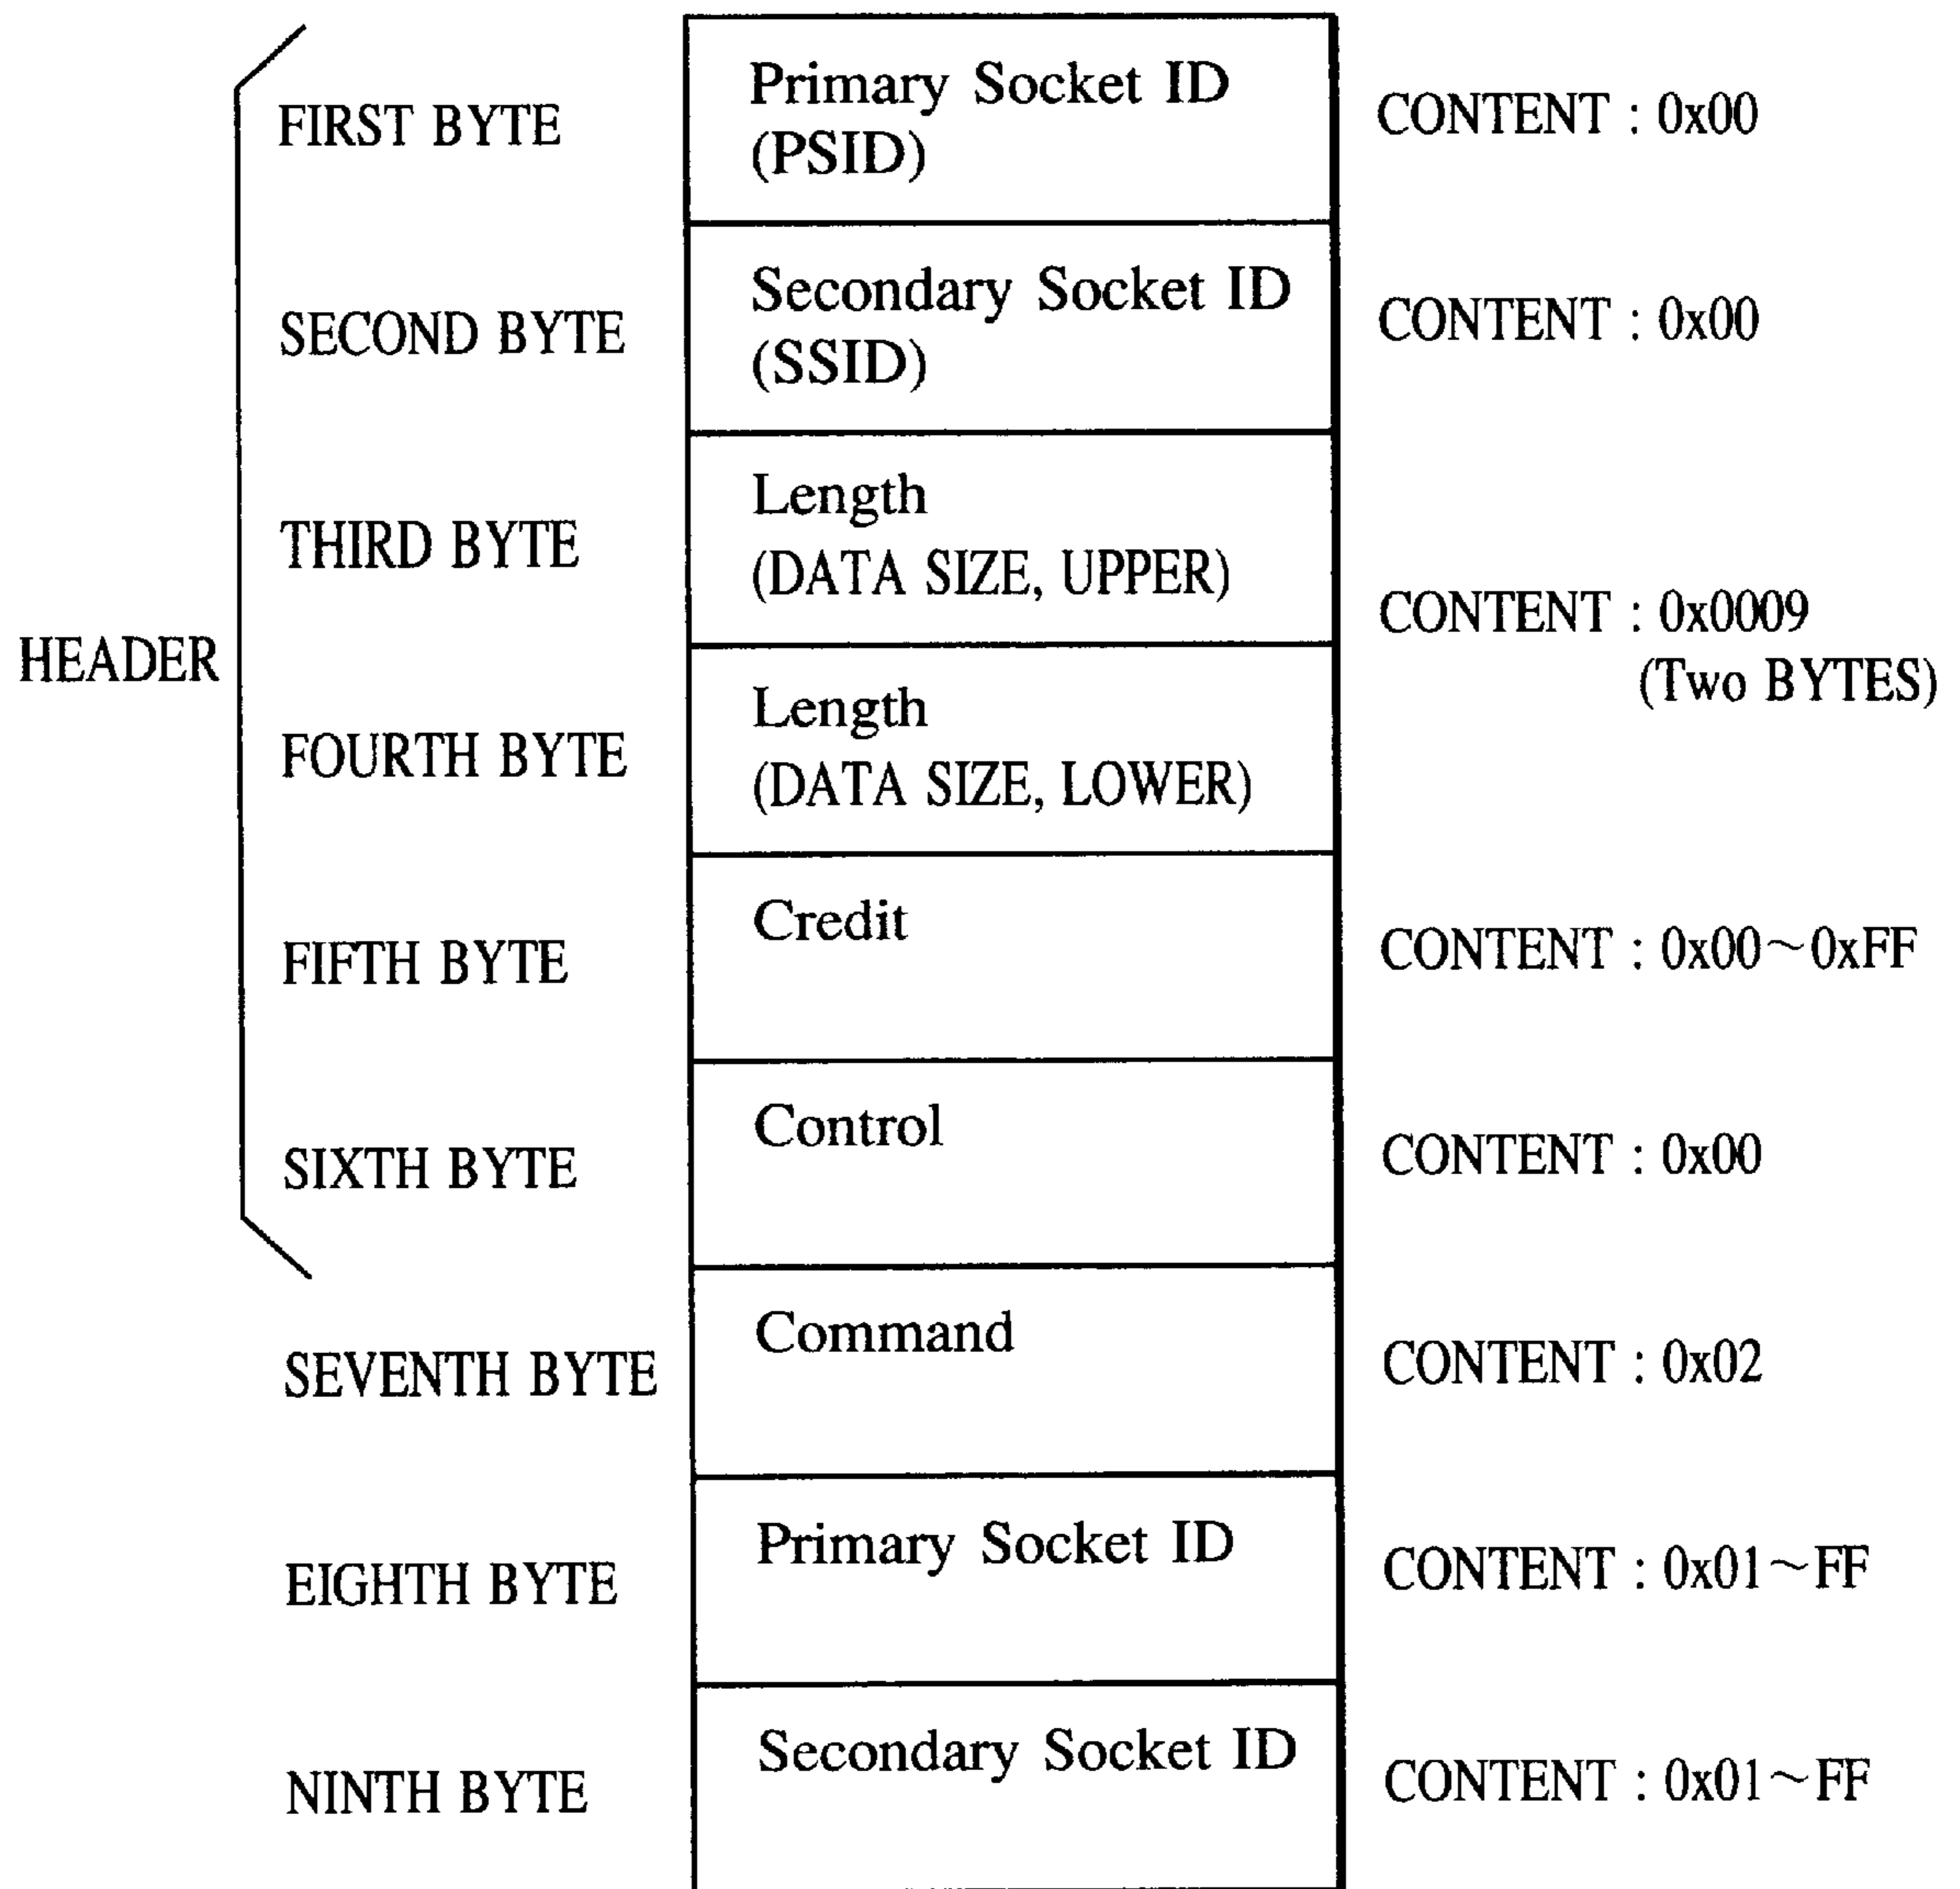 HEADER
FIRST BYTE
Primary Socket ID
(PSID)
CONTENT : 0x00
SECOND BYTE
Secondary Socket ID
(SSID)
CONTENT : 0x00
THIRD BYTE
Length
(DATA SIZE, UPPER)
CONTENT : 0x0009
(Two BYTES)
FOURTH BYTE
Length
(DATA SIZE, LOWER)
FIFTH BYTE
Credit
CONTENT : 0x00~0xFF
SIXTH BYTE
Control
CONTENT : 0x00
SEVENTH BYTE
Command
CONTENT : 0x02
EIGHTH BYTE
Primary Socket ID
CONTENT : 0x01~FF
NINTH BYTE
Secondary Socket ID
CONTENT : 0x01~FF